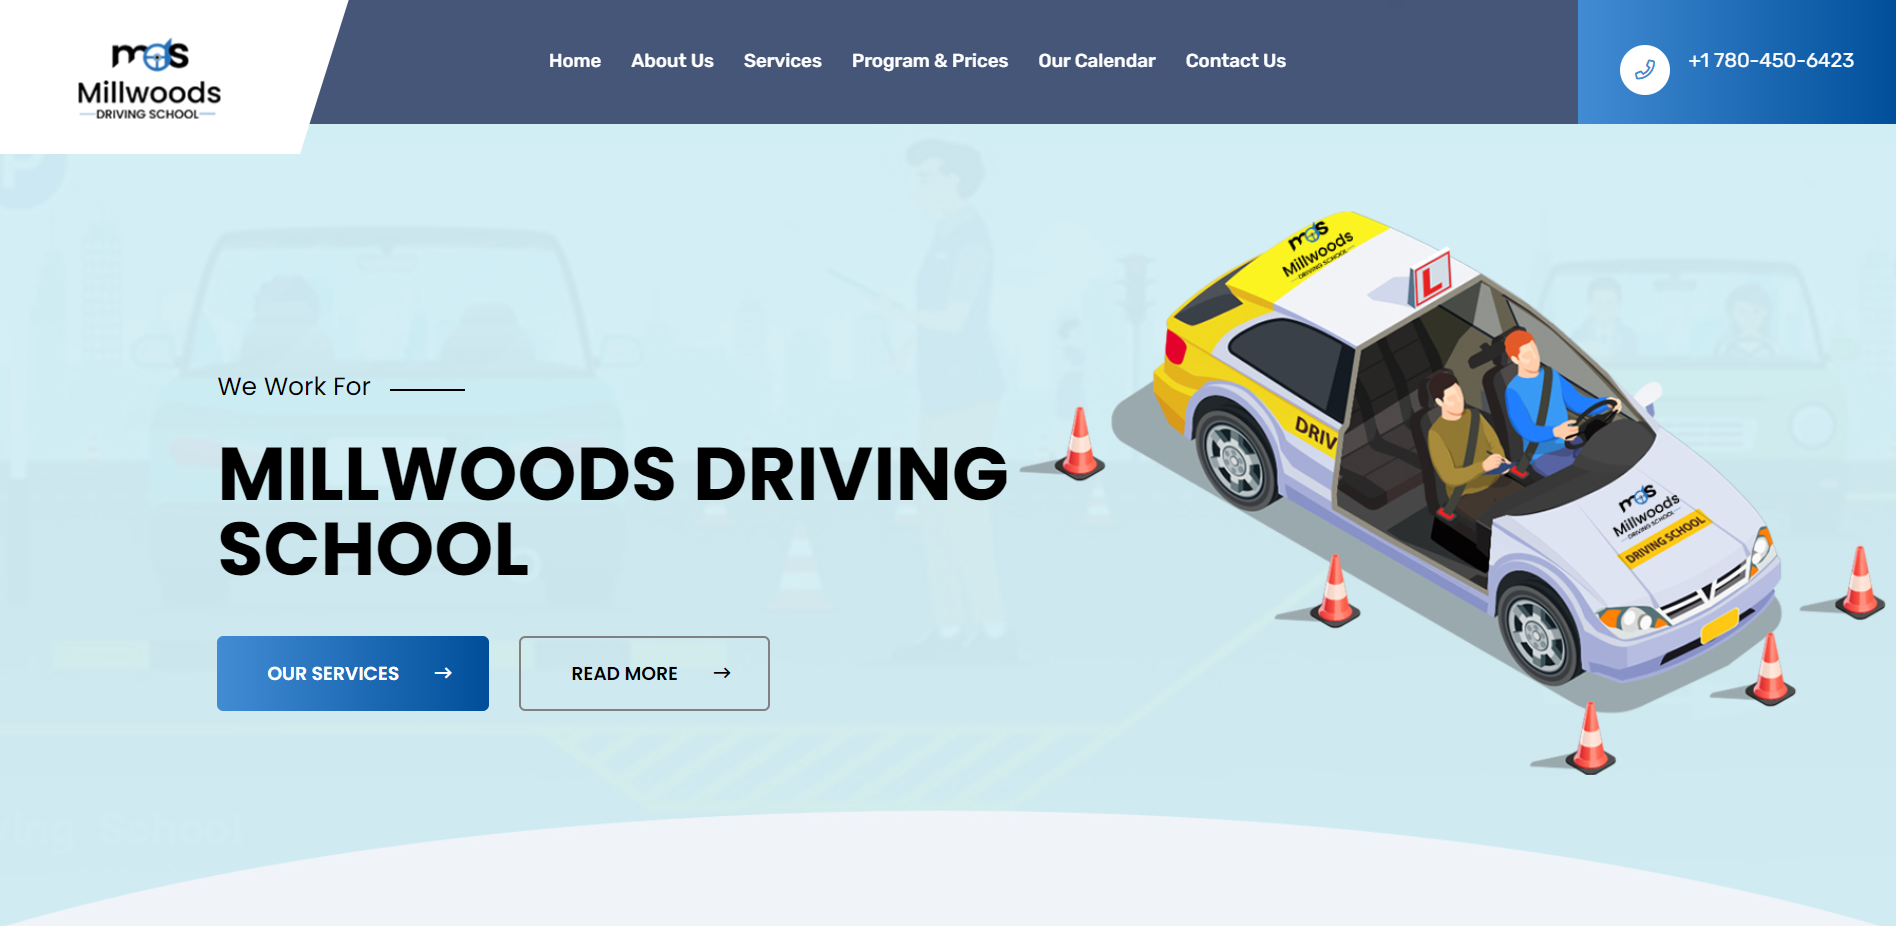 mds
Millwoods
DRIVING SCHOOL
Home About Us Services Program & Prices Our Calendar Contact Us
+1 780-450-6423
P
We Work For
MILLWOODS DRIVING
SCHOOL
OUR SERVICES
READ MORE
mds
Millwoods
DRIVING SCHOOL
L
DRIV
mds
Millwoods
DRIVING SCHOOL
DRIVING SCHOOL
ving School